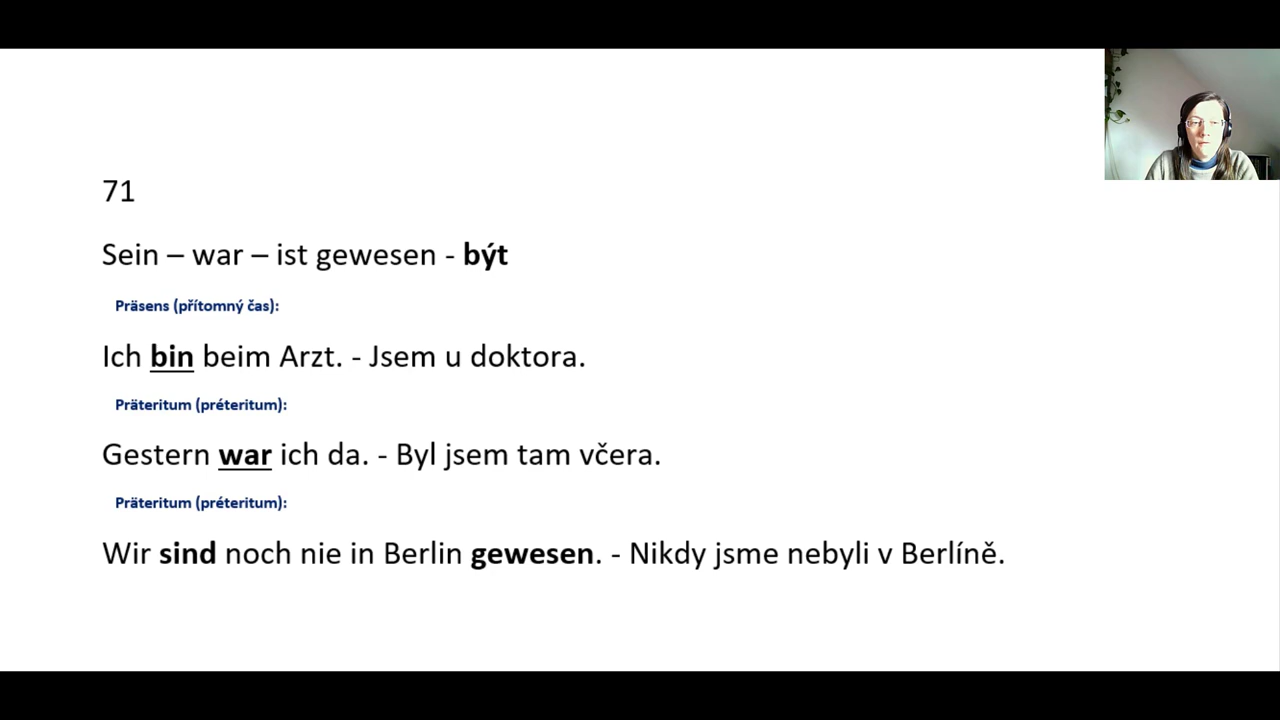 71
Sein – war – ist gewesen - být
Präsens (přítomný čas):
Ich bin beim Arzt. - Jsem u doktora.
Präteritum (préteritum):
Gestern war ich da. - Byl jsem tam včera.
Präteritum (préteritum):
Wir sind noch nie in Berlin gewesen. - Nikdy jsme nebyli v Berlíně.